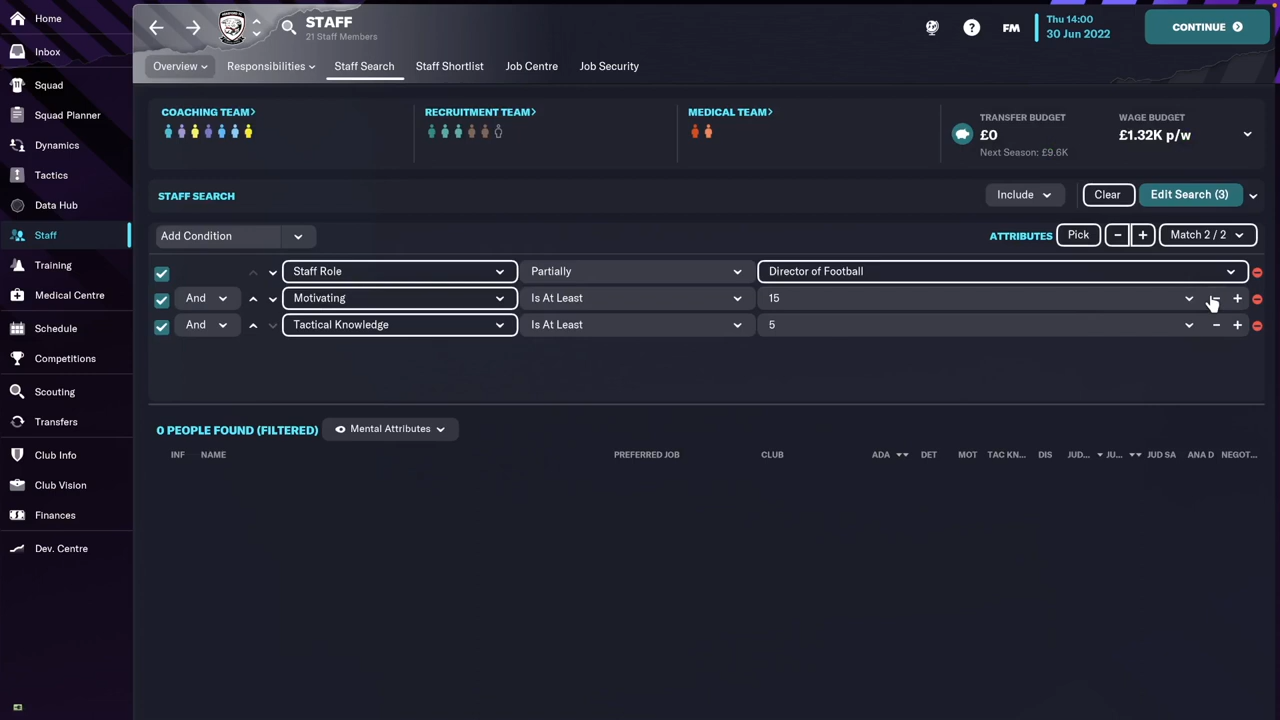 Home
Inbox
Squad
Squad Planner
Dynamics
Tactics
Data Hub
Staff
Training
Medical Centre
Schedule
Competitions
Scouting
Transfers
Club Info
Club Vision
Finances
Dev. Centre
STAFF
21 Staff Members
FM
Thu 14:00
30 Jun 2022
CONTINUE
Overview Responsibilities Staff Search Staff Shortlist Job Centre Job Security
COACHING TEAM>
RECRUITMENT TEAM>
MEDICAL TEAM>
TRANSFER BUDGET
£0
Next Season: £9.6K
WAGE BUDGET
£1.32K p/w
STAFF SEARCH Include Clear Edit Search (3)
Add Condition ATTRIBUTES Pick - + Match 2 / 2
Staff Role Partially Director of Football
And Motivating Is At Least 15 - +
And Tactical Knowledge Is At Least 5 - +
0 PEOPLE FOUND (FILTERED) Mental Attributes
INF NAME PREFERRED JOB CLUB ADA DET MOT TAC KN... DIS JUD... JU... JUD SA ANA D NEGOT...